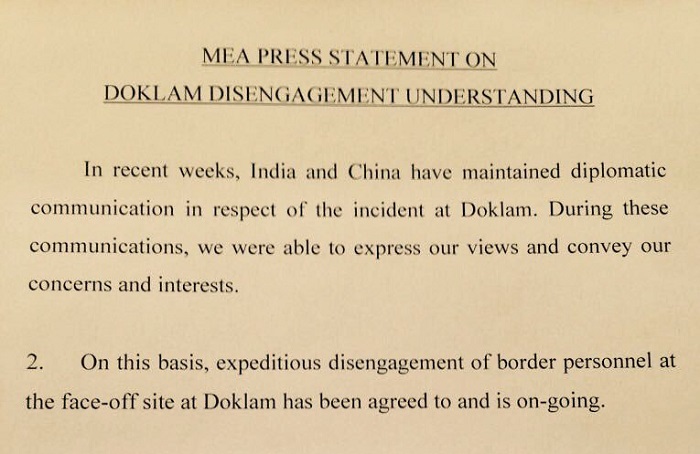 MEA PRESS STATEMENT ON
DOKLAM DISENGAGEMENT UNDERSTANDING
In recent weeks, India and China have maintained diplomatic
communication in respect of the incident at Doklam. During these
communications, we were able to express our views and convey our
concerns and interests.
2. On this basis, expeditious disengagement of border personnel at
the face-off site at Doklam has been agreed to and is on-going.